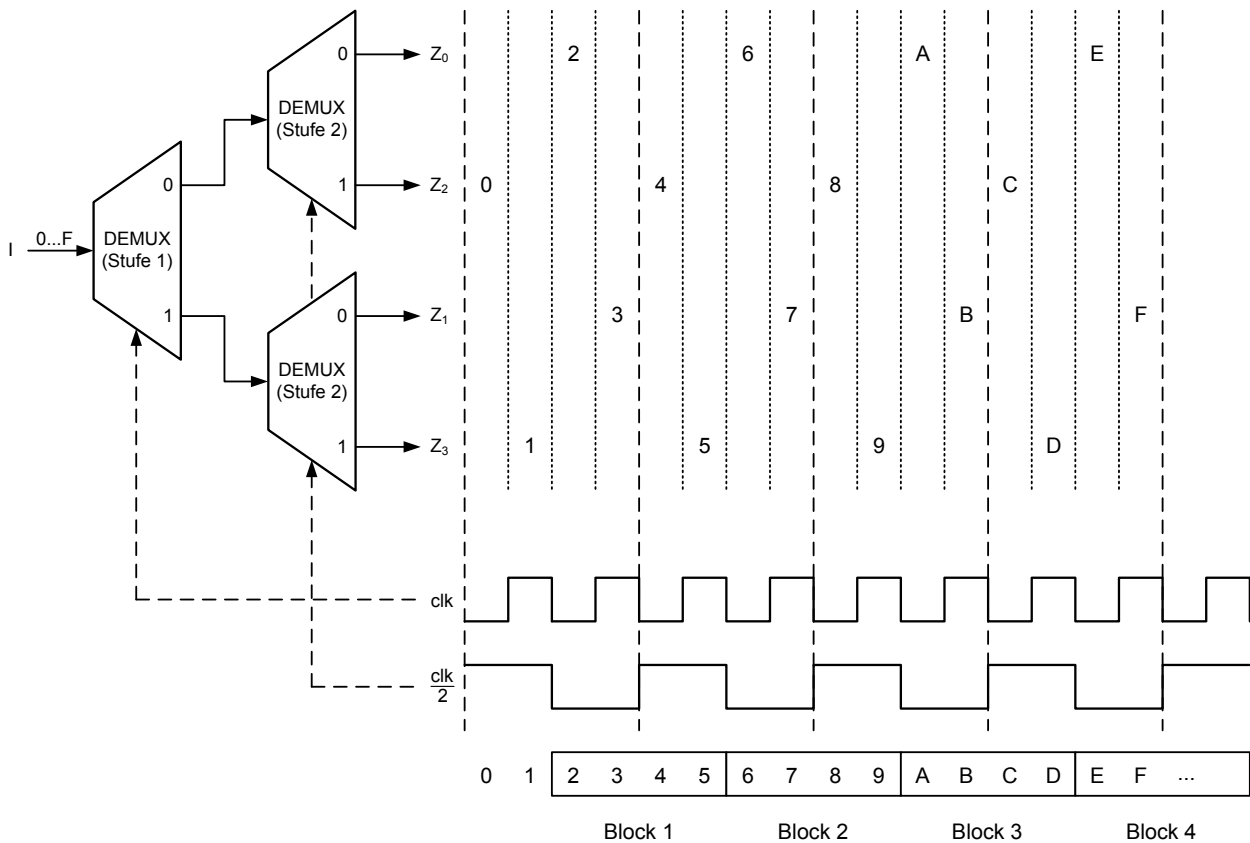 0 Z0 2 6 A E
DEMUX
(Stufe 2)
1 Z2 0 4 8 C
0
I 0...F DEMUX
(Stufe 1)
1
0 Z1 3 7 B F
DEMUX
(Stufe 2)
1 Z3 1 5 9 D
clk
clk
2
0 1 2 3 4 5 6 7 8 9 A B C D E F ...
Block 1 Block 2 Block 3 Block 4